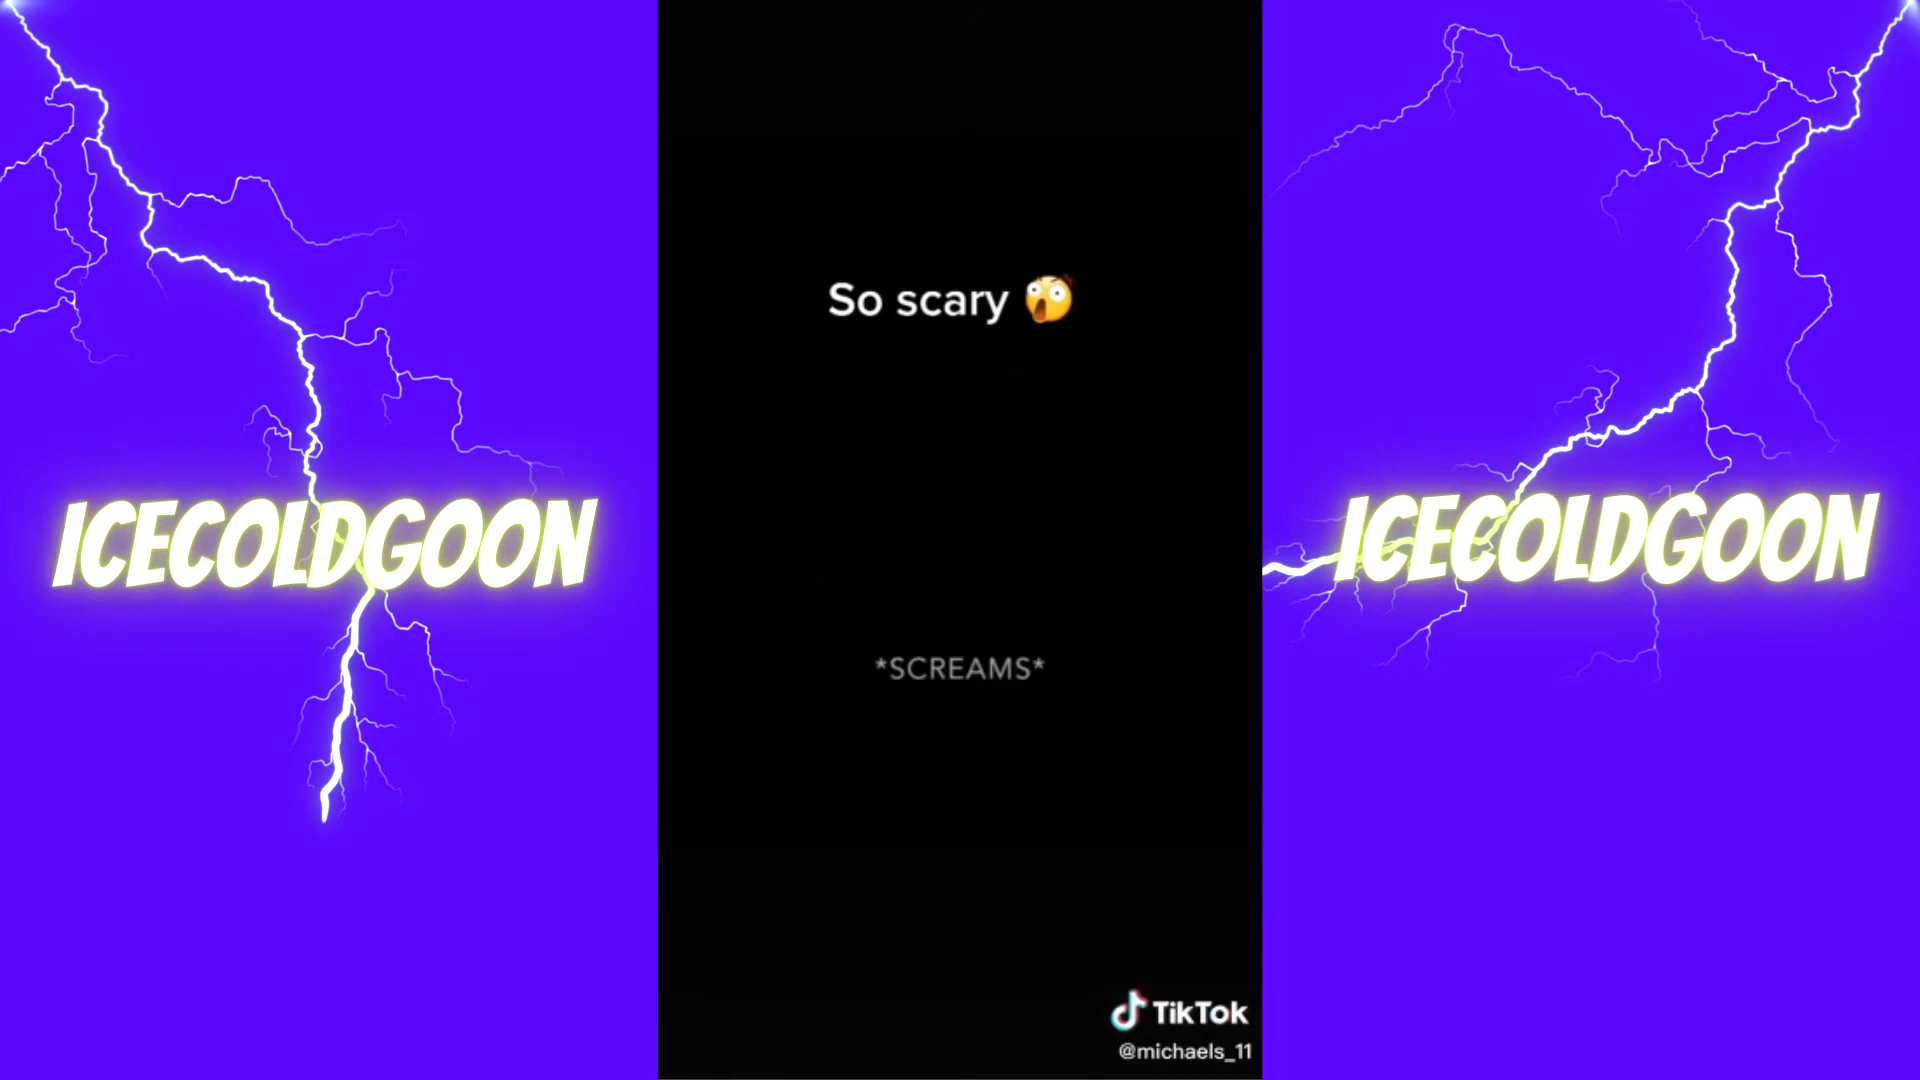 So scary 😲
ICECOLDGOON
ICECOLDGOON
*SCREAMS*
TikTok
@michaels_11